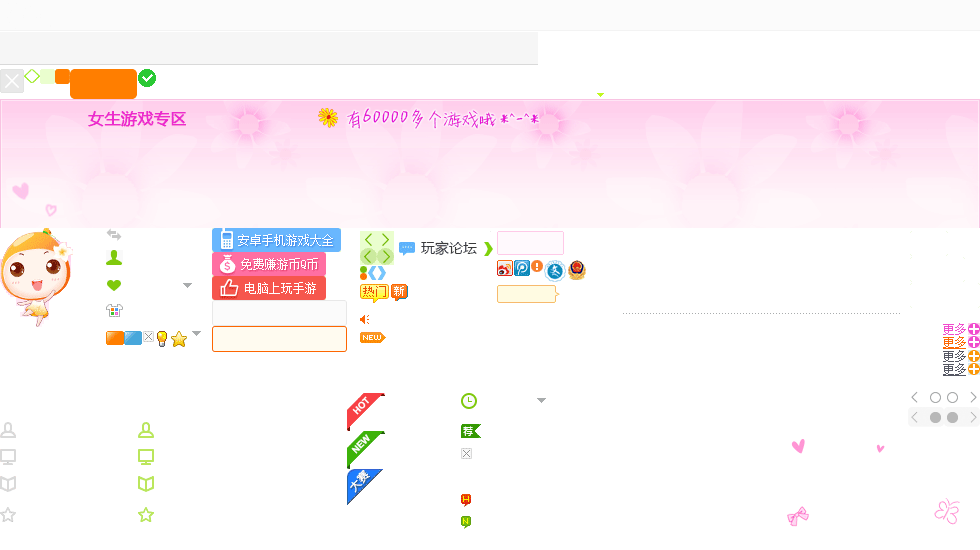 女生游戏专区
有60000多个游戏哦 *^-^*
安卓手机游戏大全
免费赚游币Q币
电脑上玩手游
玩家论坛
热门
新
NEW
更多
更多
更多
更多
HOT
NEW
大赛
荐
H
N